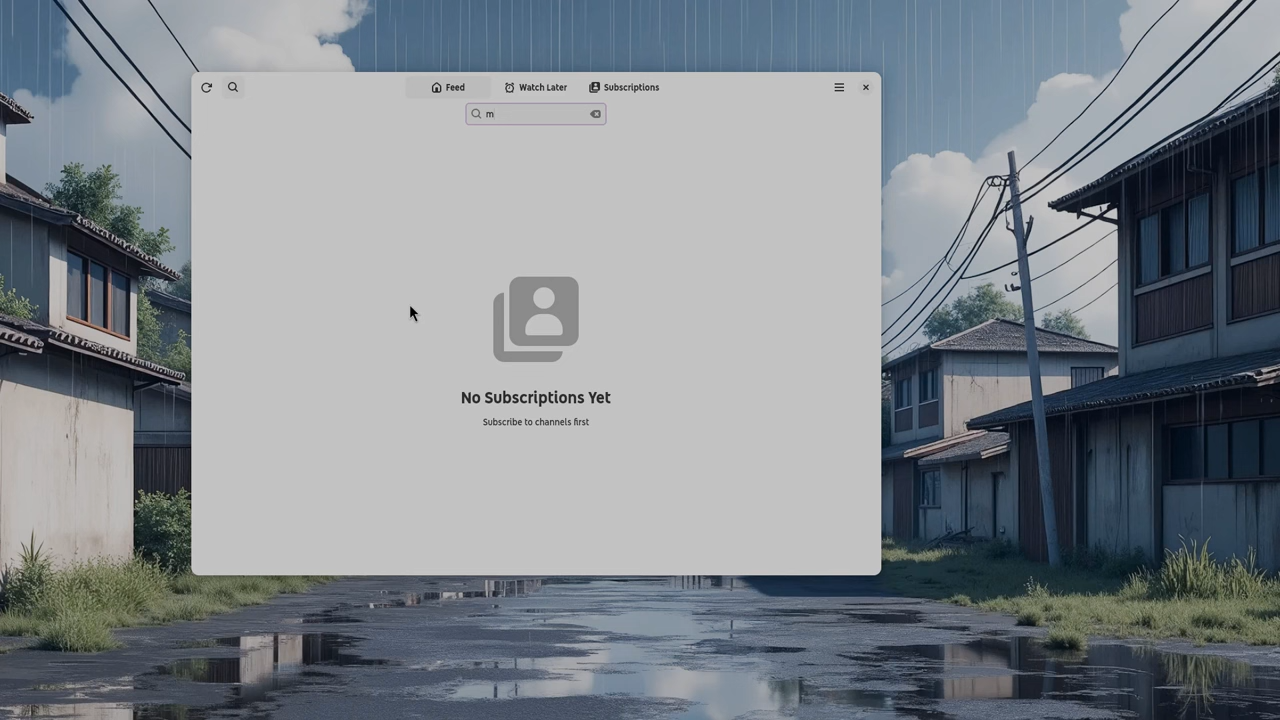 Feed
Watch Later
Subscriptions
m
No Subscriptions Yet
Subscribe to channels first